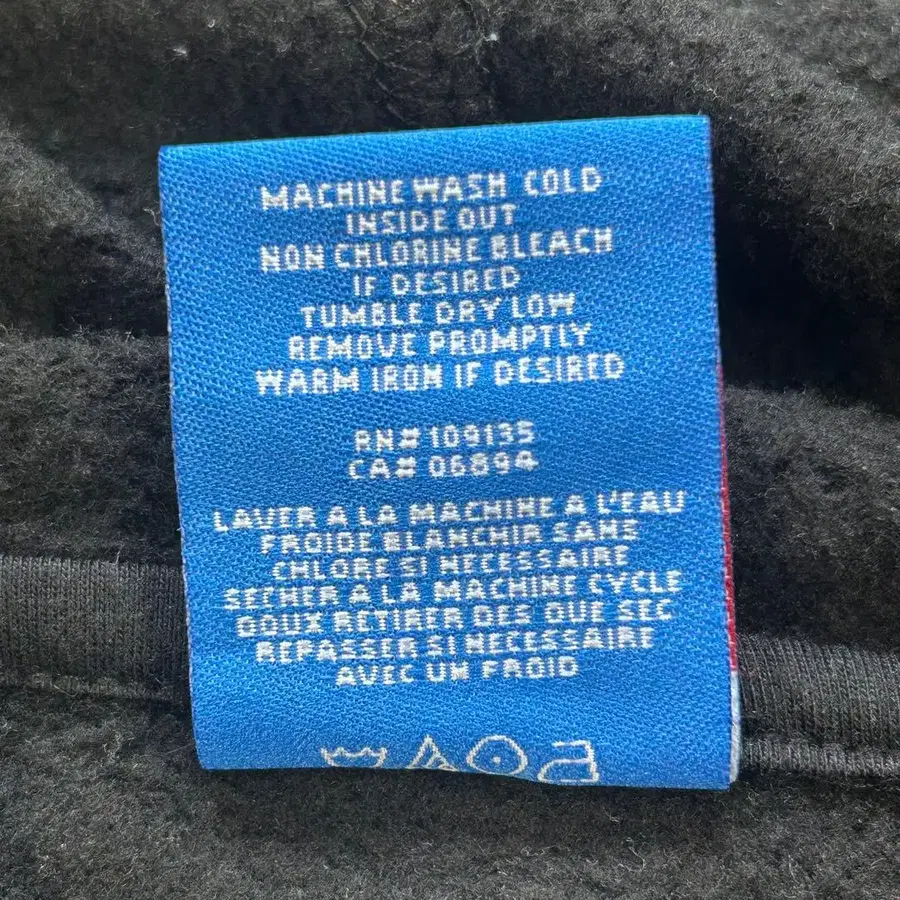 MACHINE WASH COLD
INSIDE OUT
NON CHLORINE BLEACH
IF DESIRED
TUMBLE DRY LOW
REMOVE PROMPTLY
WARM IRON IF DESIRED
RN# 109135
CA# 06894
LAVER A LA MACHINE A L'EAU
FROIDE BLANCHIR SANS
CHLORE SI NECESSAIRE
SECHER A LA MACHINE CYCLE
DOUX RETIRER DES QUE SEC
REPASSER SI NECESSAIRE
AVEC UN FROID